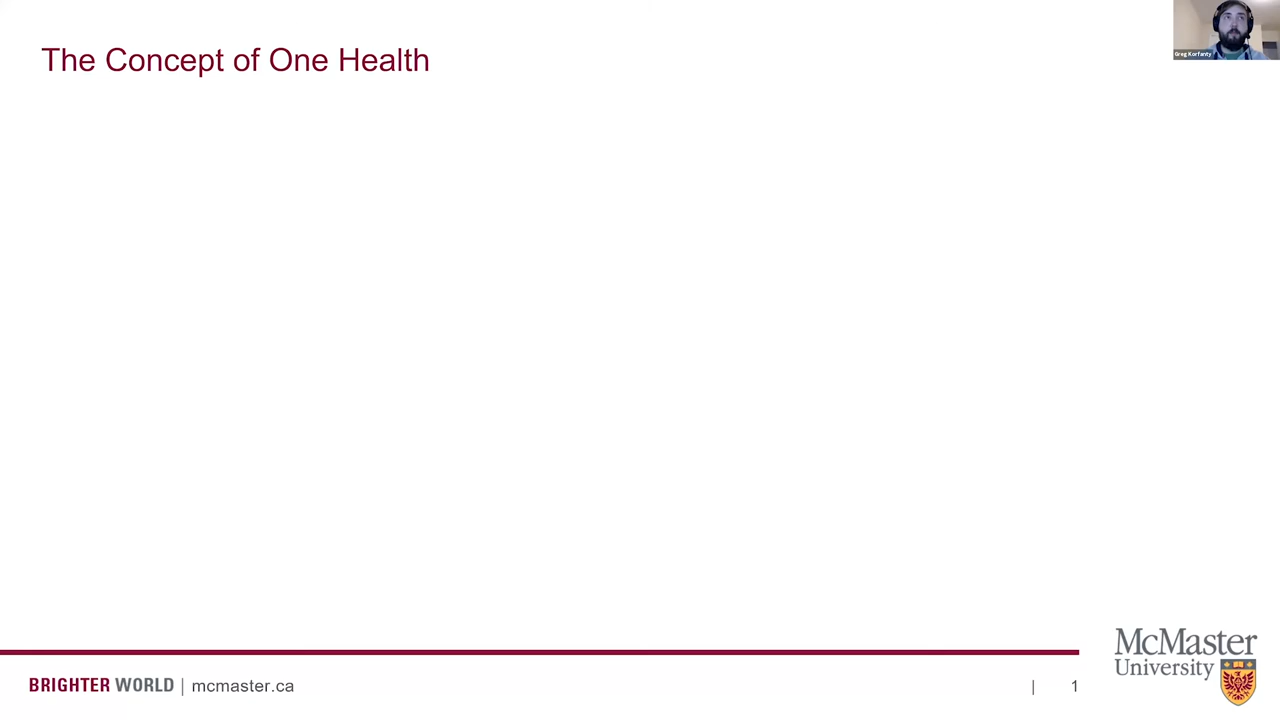 The Concept of One Health
Greg Korfanty
BRIGHTER WORLD | mcmaster.ca
| 1
McMaster
University